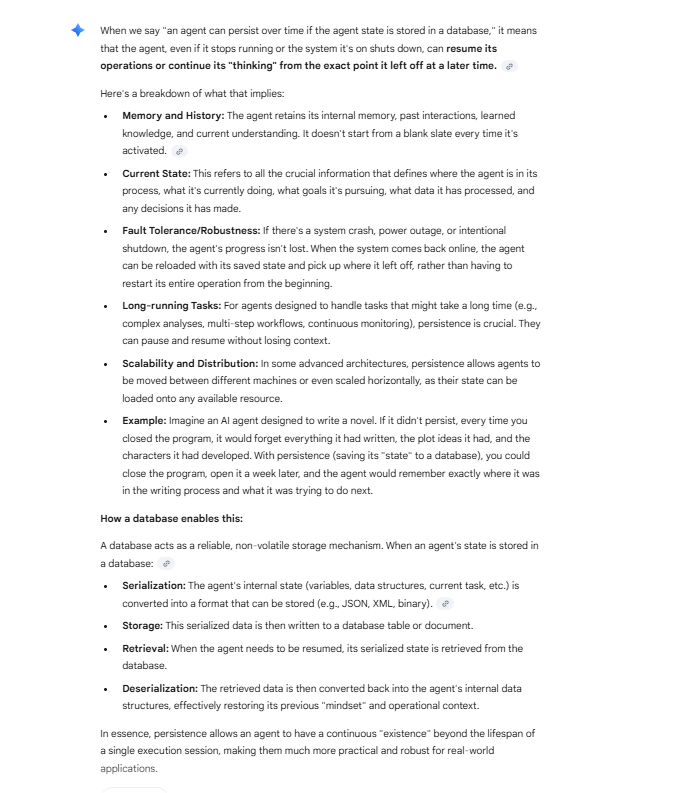 When we say "an agent can persist over time if the agent state is stored in a database," it means
that the agent, even if it stops running or the system it's on shuts down, can resume its
operations or continue its "thinking" from the exact point it left off at a later time.
Here's a breakdown of what that implies:
• Memory and History: The agent retains its internal memory, past interactions, learned
knowledge, and current understanding. It doesn't start from a blank slate every time it's
activated.
• Current State: This refers to all the crucial information that defines where the agent is in its
process, what it's currently doing, what goals it's pursuing, what data it has processed, and
any decisions it has made.
• Fault Tolerance/Robustness: If there's a system crash, power outage, or intentional
shutdown, the agent's progress isn't lost. When the system comes back online, the agent
can be reloaded with its saved state and pick up where it left off, rather than having to
restart its entire operation from the beginning.
• Long-running Tasks: For agents designed to handle tasks that might take a long time (e.g.,
complex analyses, multi-step workflows, continuous monitoring), persistence is crucial. They
can pause and resume without losing context.
• Scalability and Distribution: In some advanced architectures, persistence allows agents to
be moved between different machines or even scaled horizontally, as their state can be
loaded onto any available resource.
• Example: Imagine an AI agent designed to write a novel. If it didn't persist, every time you
closed the program, it would forget everything it had written, the plot ideas it had, and the
characters it had developed. With persistence (saving its "state" to a database), you could
close the program, open it a week later, and the agent would remember exactly where it was
in the writing process and what it was trying to do next.
How a database enables this:
A database acts as a reliable, non-volatile storage mechanism. When an agent's state is stored in
a database:
• Serialization: The agent's internal state (variables, data structures, current task, etc.) is
converted into a format that can be stored (e.g., JSON, XML, binary).
• Storage: This serialized data is then written to a database table or document.
• Retrieval: When the agent needs to be resumed, its serialized state is retrieved from the
database.
• Deserialization: The retrieved data is then converted back into the agent's internal data
structures, effectively restoring its previous "mindset" and operational context.
In essence, persistence allows an agent to have a continuous "existence" beyond the lifespan of
a single execution session, making them much more practical and robust for real-world
applications.